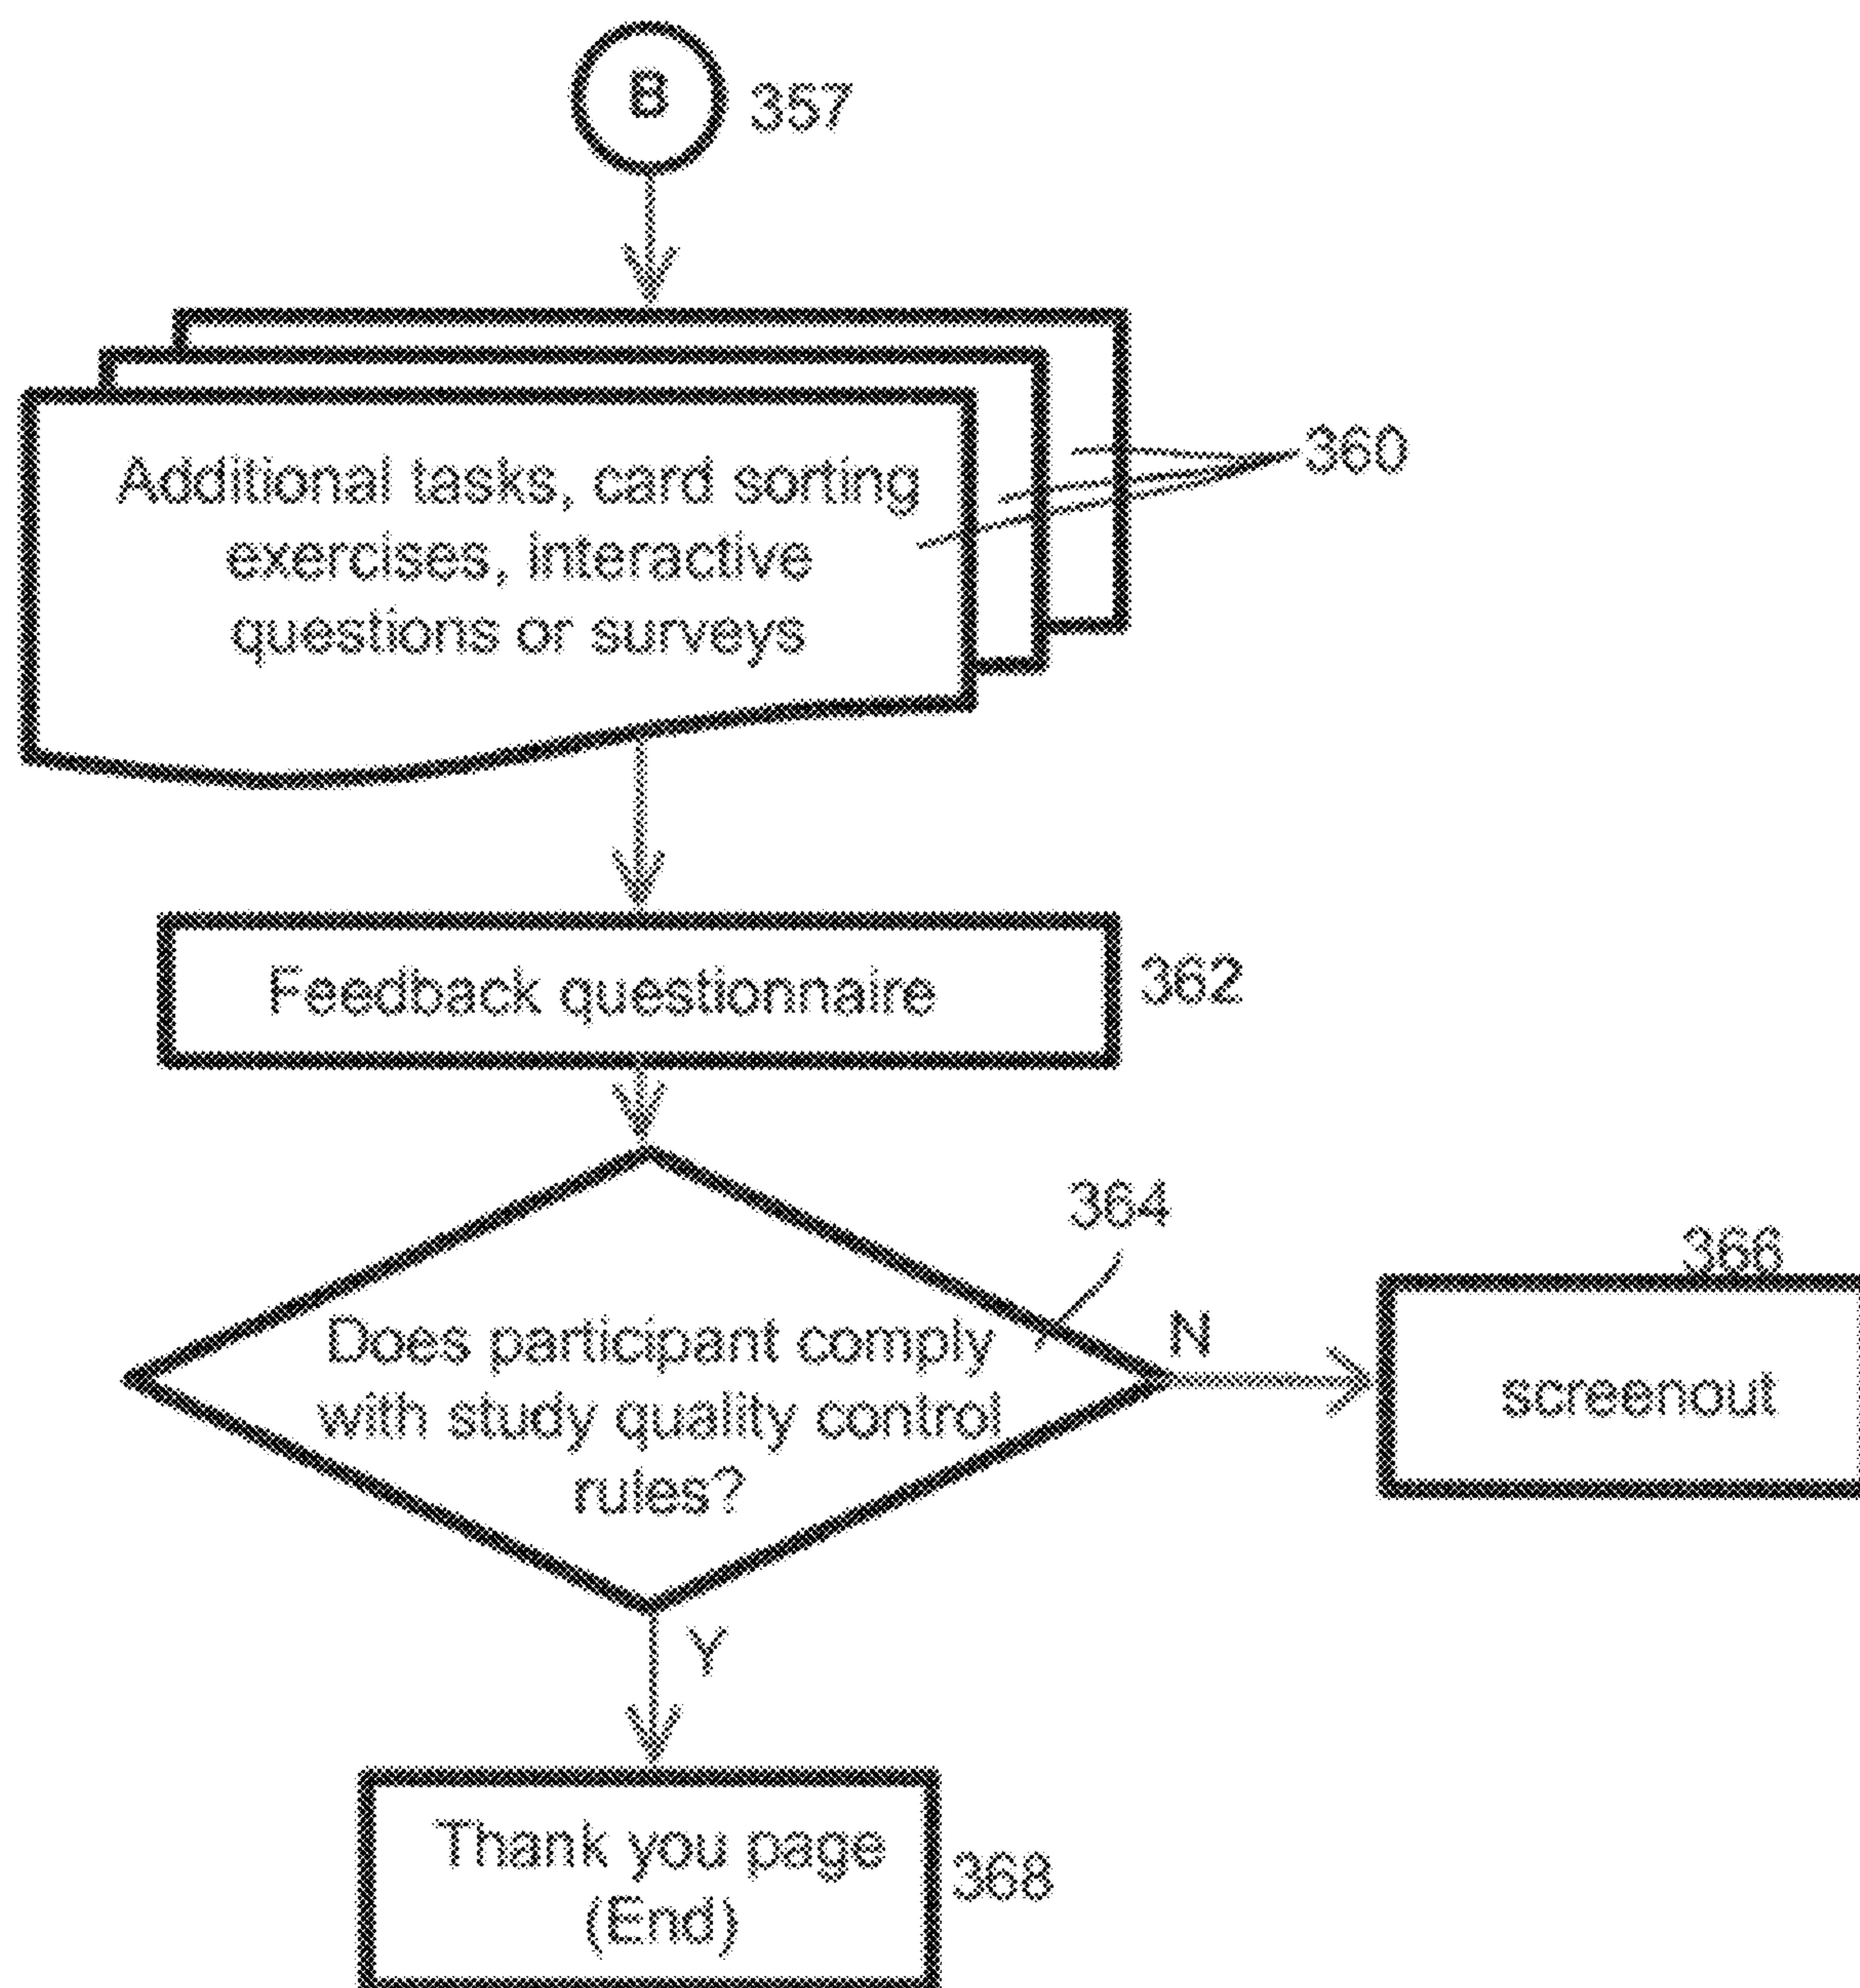 B
357
Additional tasks, card sorting
exercises, interactive
questions or surveys
360
Feedback questionnaire
362
364
Does participant comply
with study quality control
rules?
N
366
screenout
Y
Thank you page
(End)
368